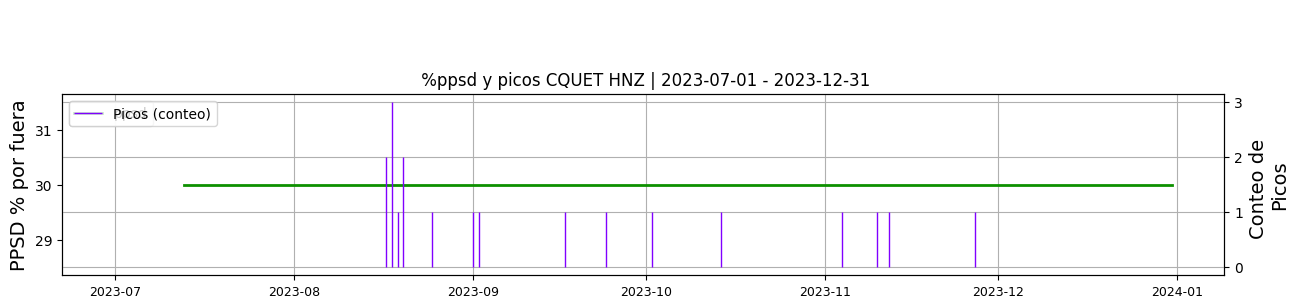 %ppsd y picos CQUET HNZ | 2023-07-01 - 2023-12-31
Picos (conteo)
PPSD % por fuera
31
30
29
Conteo de
Picos
3
2
1
0
2023-07
2023-08
2023-09
2023-10
2023-11
2023-12
2024-01